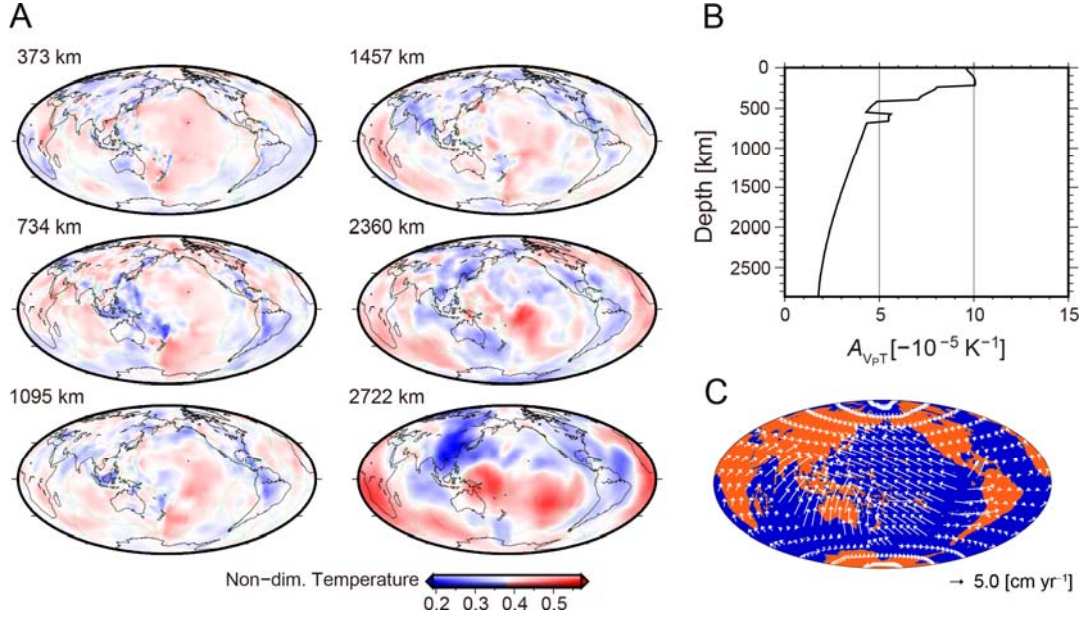 A
373 km
1457 km
734 km
2360 km
1095 km
2722 km
Non-dim. Temperature
0.2 0.3 0.4 0.5
B
0
500
1000
1500
2000
2500
Depth [km]
0 5 10 15
A_{V_PT} [−10⁻⁵ K⁻¹]
C
→ 5.0 [cm yr⁻¹]